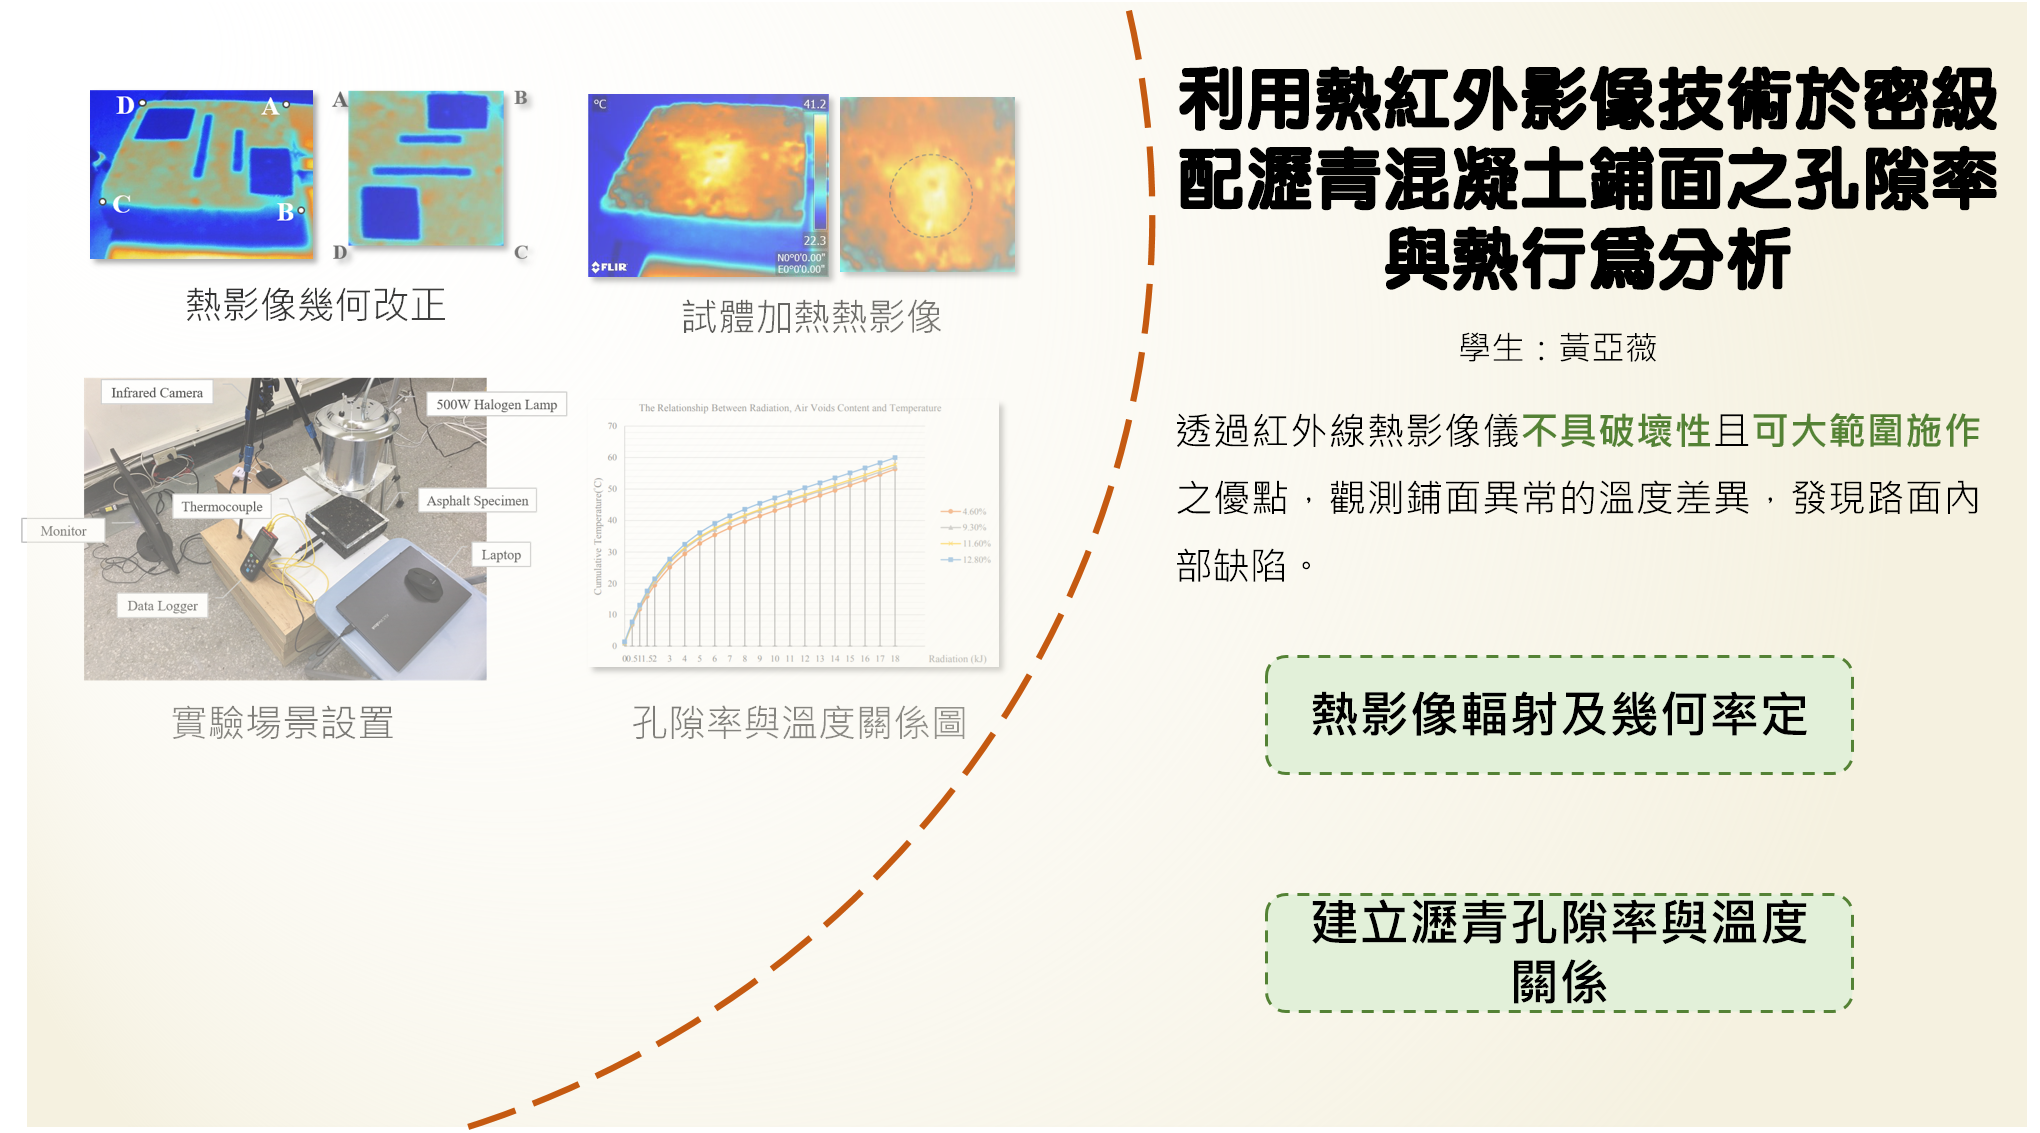 利用熱紅外影像技術於密級
配瀝青混凝土鋪面之孔隙率
與熱行為分析
學生：黃亞薇
透過紅外線熱影像儀不具破壞性且可大範圍施作
之優點，觀測鋪面異常的溫度差異，發現路面內
部缺陷。
熱影像輻射及幾何率定
建立瀝青孔隙率與溫度
關係
D
A
C
B
A
B
D
C
熱影像幾何改正
°C
41.2
22.3
N0°0'0.00"
E0°0'0.00"
FLIR
試體加熱熱影像
Infrared Camera
500W Halogen Lamp
Thermocouple
Asphalt Specimen
Monitor
Laptop
Data Logger
實驗場景設置
The Relationship Between Radiation, Air Voids Content and Temperature
Cumulative Temperature(˚C)
70
60
50
40
30
20
10
0
0 0.5 1 1.5 2 3 4 5 6 7 8 9 10 11 12 13 14 15 16 17 18
Radiation (kJ)
4.60%
9.30%
11.60%
12.80%
孔隙率與溫度關係圖